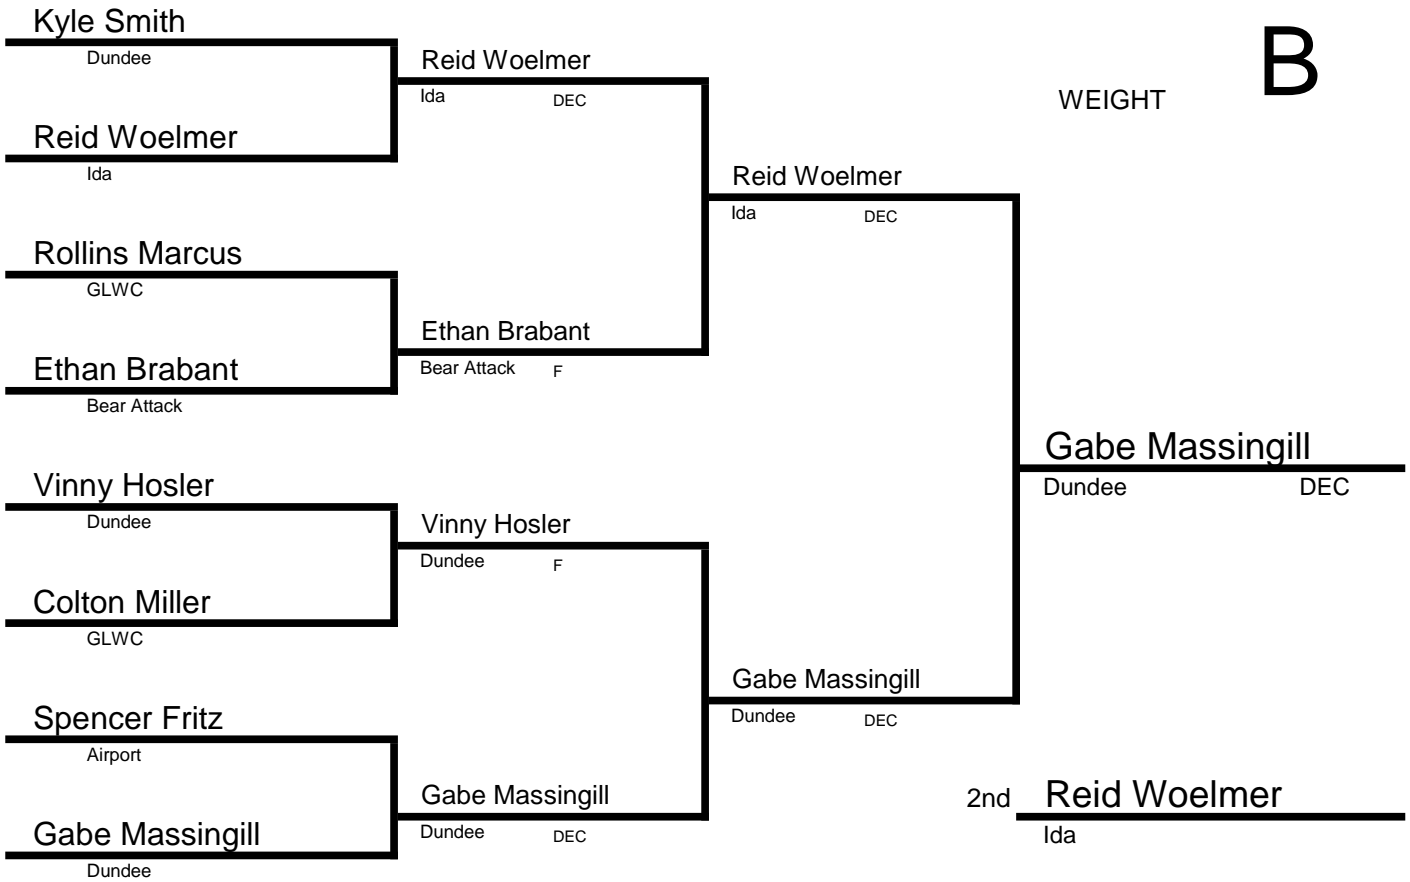 Kyle Smith
Dundee
Reid Woelmer
Ida
Rollins Marcus
GLWC
Ethan Brabant
Bear Attack
Vinny Hosler
Dundee
Colton Miller
GLWC
Spencer Fritz
Airport
Gabe Massingill
Dundee
Reid Woelmer
Ida DEC
Ethan Brabant
Bear Attack F
Vinny Hosler
Dundee F
Gabe Massingill
Dundee DEC
Reid Woelmer
Ida DEC
Gabe Massingill
Dundee DEC
WEIGHT B
Gabe Massingill
Dundee DEC
2nd Reid Woelmer
Ida